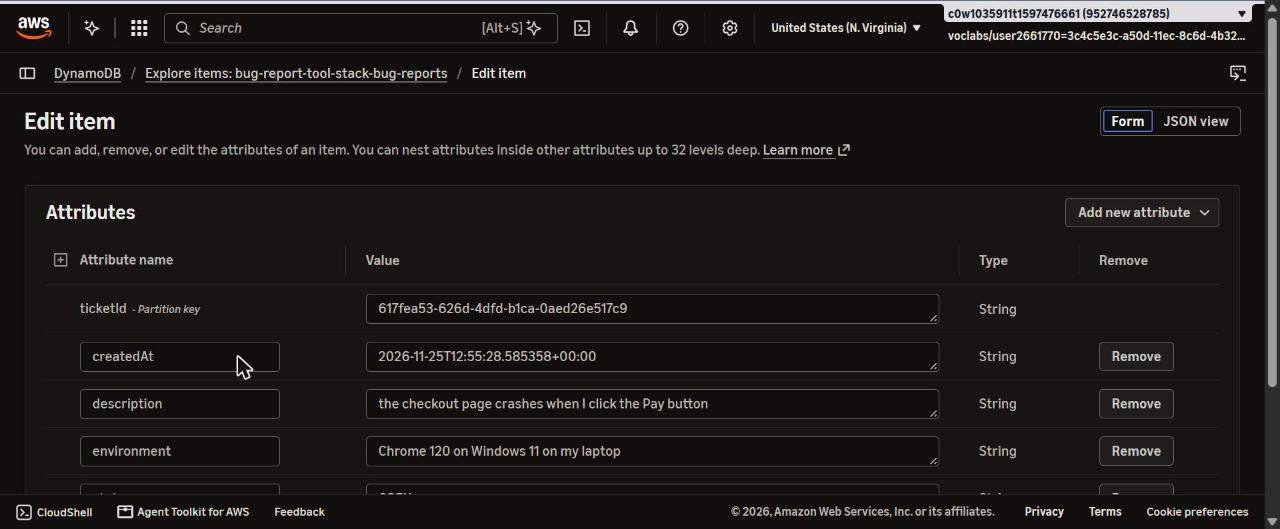 aws
Search [Alt+S]
United States (N. Virginia)
c0w1035911t1597476661 (952746528785)
voclabs/user2661770=3c4c5e3c-a50d-11ec-8c6d-4b32...
DynamoDB / Explore items: bug-report-tool-stack-bug-reports / Edit item
Edit item
Form JSON view
You can add, remove, or edit the attributes of an item. You can nest attributes inside other attributes up to 32 levels deep. Learn more
Attributes
Add new attribute
Attribute name Value Type Remove
ticketId - Partition key 617fea53-626d-4dfd-b1ca-0aed26e517c9 String
createdAt 2026-11-25T12:55:28.585358+00:00 String Remove
description the checkout page crashes when I click the Pay button String Remove
environment Chrome 120 on Windows 11 on my laptop String Remove
CloudShell Agent Toolkit for AWS Feedback © 2026, Amazon Web Services, Inc. or its affiliates. Privacy Terms Cookie preferences